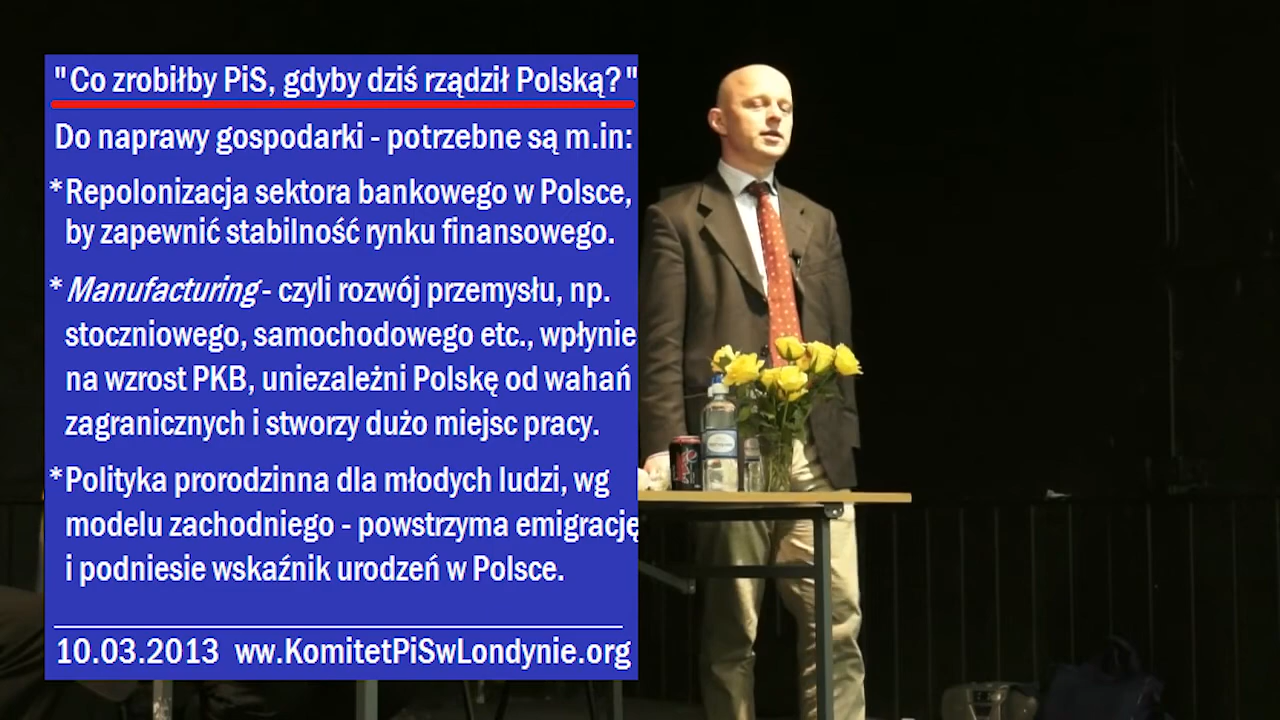 "Co zrobiłby PiS, gdyby dziś rządził Polską?"
Do naprawy gospodarki - potrzebne są m.in:
*Repolonizacja sektora bankowego w Polsce,
by zapewnić stabilność rynku finansowego.
*Manufacturing - czyli rozwój przemysłu, np.
stoczniowego, samochodowego etc., wpłynie
na wzrost PKB, uniezależni Polskę od wahań
zagranicznych i stworzy dużo miejsc pracy.
*Polityka prorodzinna dla młodych ludzi, wg
modelu zachodniego - powstrzyma emigrację
i podniesie wskaźnik urodzeń w Polsce.
10.03.2013 ww.KomitetPiSwLondynie.org